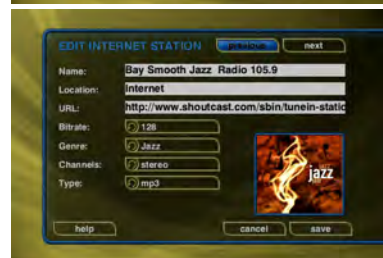 EDIT INTERNET STATION previous next
Name: Bay Smooth Jazz Radio 105.9
Location: Internet
URL: http://www.shoutcast.com/sbin/tunein-static
Bitrate: 128
Genre: Jazz
Channels: stereo
Type: mp3
jazz
help cancel save